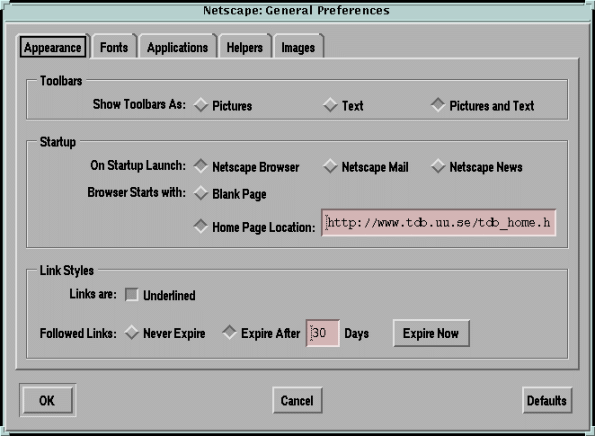 Netscape: General Preferences
Appearance Fonts Applications Helpers Images
Toolbars
Show Toolbars As: Pictures Text Pictures and Text
Startup
On Startup Launch: Netscape Browser Netscape Mail Netscape News
Browser Starts with: Blank Page
Home Page Location: http://www.tdb.uu.se/tdb_home.h
Link Styles
Links are: Underlined
Followed Links: Never Expire Expire After 30 Days Expire Now
OK Cancel Defaults